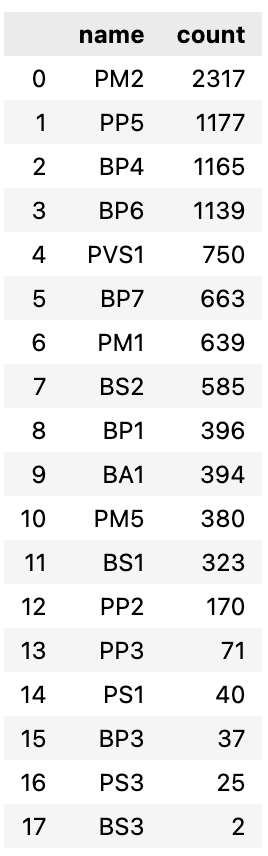 name count
0 PM2 2317
1 PP5 1177
2 BP4 1165
3 BP6 1139
4 PVS1 750
5 BP7 663
6 PM1 639
7 BS2 585
8 BP1 396
9 BA1 394
10 PM5 380
11 BS1 323
12 PP2 170
13 PP3 71
14 PS1 40
15 BP3 37
16 PS3 25
17 BS3 2